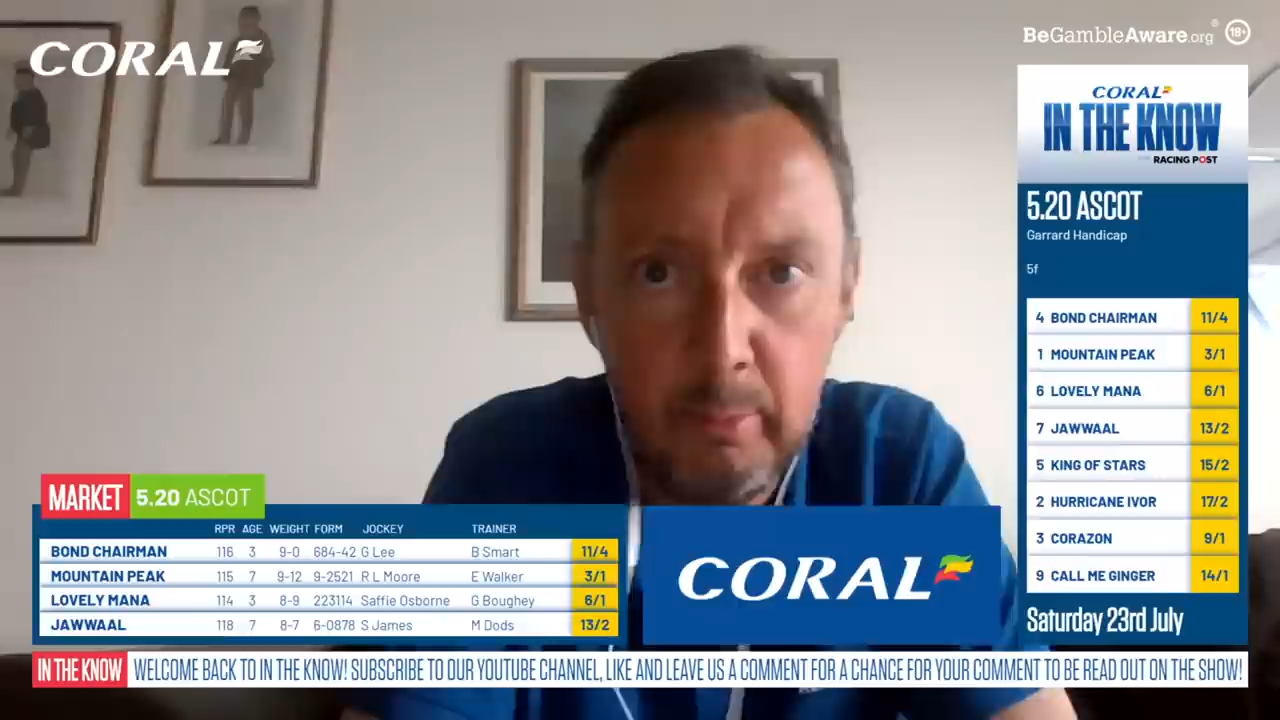 CORAL
BeGambleAware.org® 18+
CORAL
IN THE KNOW
RACING POST
5.20 ASCOT
Garrard Handicap
5f
4 BOND CHAIRMAN 11/4
1 MOUNTAIN PEAK 3/1
6 LOVELY MANA 6/1
7 JAWWAAL 13/2
5 KING OF STARS 15/2
2 HURRICANE IVOR 17/2
3 CORAZON 9/1
9 CALL ME GINGER 14/1
Saturday 23rd July
MARKET 5.20 ASCOT
RPR AGE WEIGHT FORM JOCKEY TRAINER
BOND CHAIRMAN 116 3 9-0 684-42 G Lee B Smart 11/4
MOUNTAIN PEAK 115 7 9-12 9-2521 R L Moore E Walker 3/1
LOVELY MANA 114 3 8-9 223114 Saffie Osborne G Boughey 6/1
JAWWAAL 118 7 8-7 6-0878 S James M Dods 13/2
CORAL
IN THE KNOW WELCOME BACK TO IN THE KNOW! SUBSCRIBE TO OUR YOUTUBE CHANNEL, LIKE AND LEAVE US A COMMENT FOR A CHANCE FOR YOUR COMMENT TO BE READ OUT ON THE SHOW!